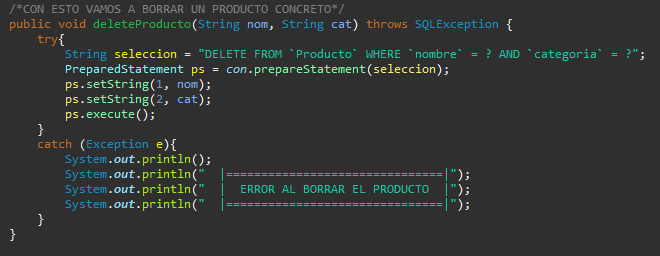 /*CON ESTO VAMOS A BORRAR UN PRODUCTO CONCRETO*/
public void deleteProducto(String nom, String cat) throws SQLException {
    try{
        String seleccion = "DELETE FROM `Producto` WHERE `nombre` = ? AND `categoria` = ?";
        PreparedStatement ps = con.prepareStatement(seleccion);
        ps.setString(1, nom);
        ps.setString(2, cat);
        ps.execute();
    }
    catch (Exception e){
        System.out.println();
        System.out.println("  |===============================|");
        System.out.println("  |  ERROR AL BORRAR EL PRODUCTO  |");
        System.out.println("  |===============================|");
    }
}